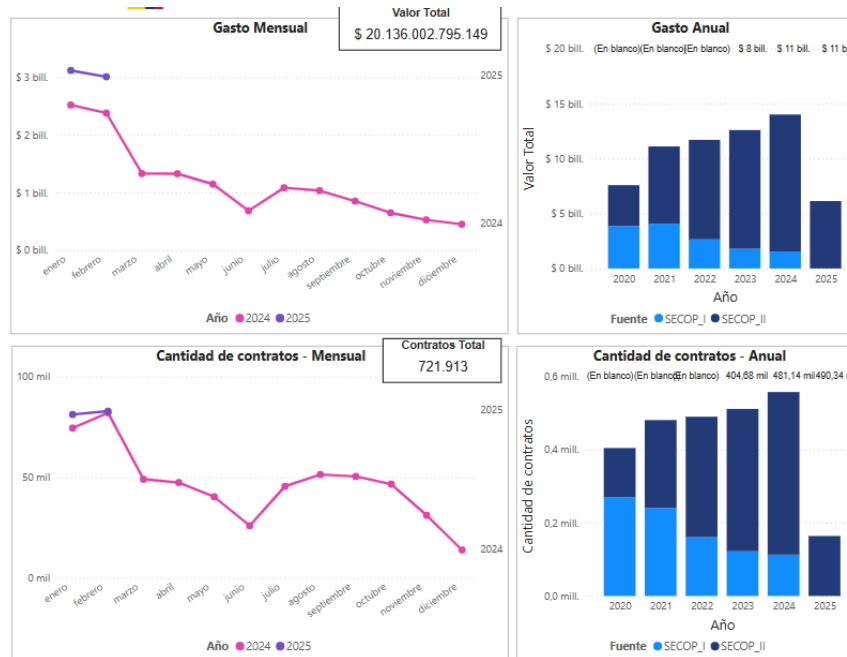 Gasto Mensual
Valor Total
$ 20.136.002.795.149
$ 3 bill.
$ 2 bill.
$ 1 bill.
$ 0 bill.
2025
2024
enero
febrero
marzo
abril
mayo
junio
julio
agosto
septiembre
octubre
noviembre
diciembre
Año 2024 2025
Gasto Anual
$ 20 bill.
(En blanco) (En blanco) (En blanco) $ 8 bill. $ 11 bill. $ 11 b
$ 15 bill.
$ 10 bill.
$ 5 bill.
$ 0 bill.
Valor Total
2020 2021 2022 2023 2024 2025
Año
Fuente SECOP_I SECOP_II
Cantidad de contratos - Mensual
Contratos Total
721.913
100 mil
50 mil
0 mil
2025
2024
enero
febrero
marzo
abril
mayo
junio
julio
agosto
septiembre
octubre
noviembre
diciembre
Año 2024 2025
Cantidad de contratos - Anual
0,6 mill.
(En blanco) (En blanco) (En blanco) 404,68 mil 481,14 mil 490,34
0,4 mill.
0,2 mill.
0,0 mill.
Cantidad de contratos
2020 2021 2022 2023 2024 2025
Año
Fuente SECOP_I SECOP_II